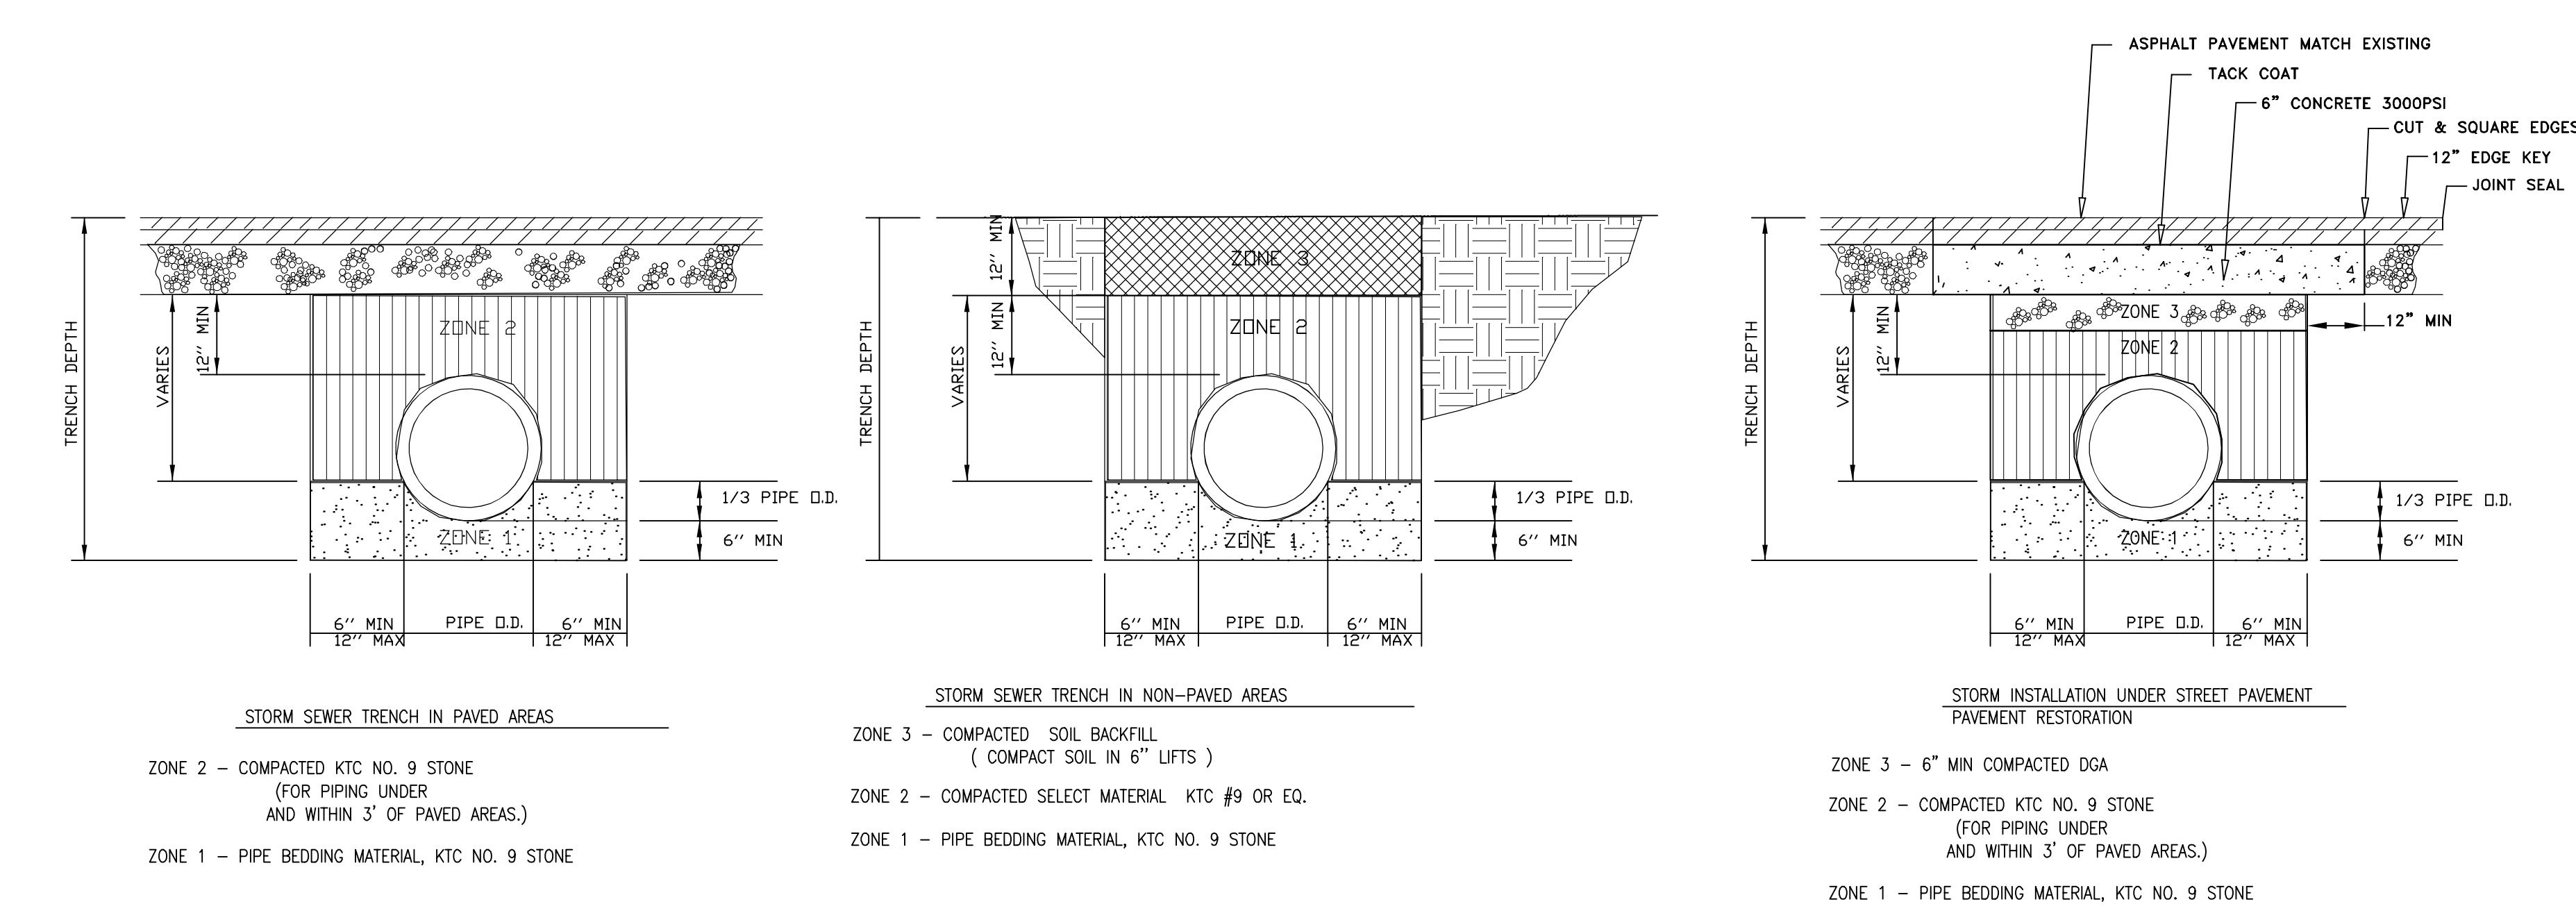 TRENCH DEPTH
VARIES
12'' MIN
ZONE 2
ZONE 1
1/3 PIPE O.D.
6'' MIN
6'' MIN
12'' MAX
PIPE O.D.
6'' MIN
12'' MAX
STORM SEWER TRENCH IN PAVED AREAS
ZONE 2 – COMPACTED KTC NO. 9 STONE
(FOR PIPING UNDER
AND WITHIN 3' OF PAVED AREAS.)
ZONE 1 – PIPE BEDDING MATERIAL, KTC NO. 9 STONE
TRENCH DEPTH
VARIES
12'' MIN
12'' MIN
ZONE 3
ZONE 2
ZONE 1
1/3 PIPE O.D.
6'' MIN
6'' MIN
12'' MAX
PIPE O.D.
6'' MIN
12'' MAX
STORM SEWER TRENCH IN NON–PAVED AREAS
ZONE 3 – COMPACTED SOIL BACKFILL
( COMPACT SOIL IN 6" LIFTS )
ZONE 2 – COMPACTED SELECT MATERIAL KTC #9 OR EQ.
ZONE 1 – PIPE BEDDING MATERIAL, KTC NO. 9 STONE
ASPHALT PAVEMENT MATCH EXISTING
TACK COAT
6" CONCRETE 3000PSI
CUT & SQUARE EDGES
12" EDGE KEY
JOINT SEAL
TRENCH DEPTH
VARIES
12'' MIN
ZONE 3
12" MIN
ZONE 2
ZONE 1
1/3 PIPE O.D.
6'' MIN
6'' MIN
12'' MAX
PIPE O.D.
6'' MIN
12'' MAX
STORM INSTALLATION UNDER STREET PAVEMENT
PAVEMENT RESTORATION
ZONE 3 – 6" MIN COMPACTED DGA
ZONE 2 – COMPACTED KTC NO. 9 STONE
(FOR PIPING UNDER
AND WITHIN 3' OF PAVED AREAS.)
ZONE 1 – PIPE BEDDING MATERIAL, KTC NO. 9 STONE